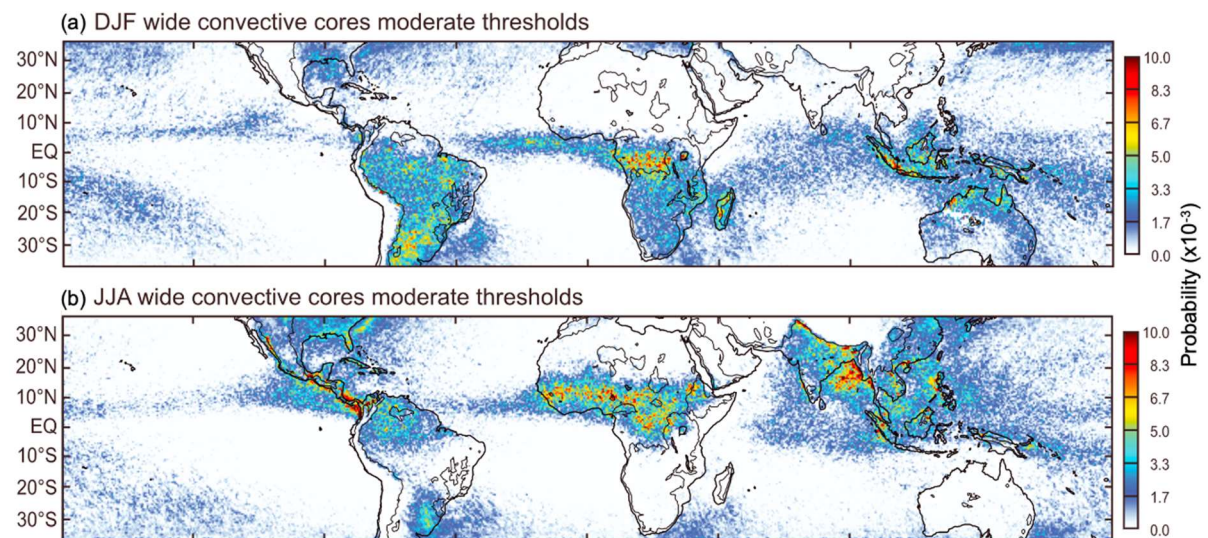 (a) DJF wide convective cores moderate thresholds
30°N
20°N
10°N
EQ
10°S
20°S
30°S
10.0
8.3
6.7
5.0
3.3
1.7
0.0
(b) JJA wide convective cores moderate thresholds
30°N
20°N
10°N
EQ
10°S
20°S
30°S
10.0
8.3
6.7
5.0
3.3
1.7
0.0
Probability (x10⁻³)